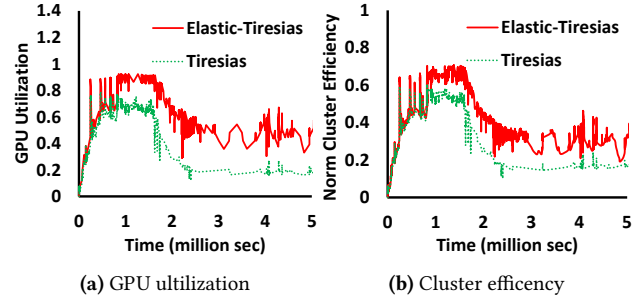 1.4
1.2
1
0.8
0.6
0.4
0.2
0
GPU Utilization
Elastic-Tiresias
Tiresias
0 1 2 3 4 5
Time (million sec)
(a) GPU ultilization
1
0.8
0.6
0.4
0.2
0
Norm Cluster Efficiency
Elastic-Tiresias
Tiresias
0 1 2 3 4 5
Time (million sec)
(b) Cluster efficency